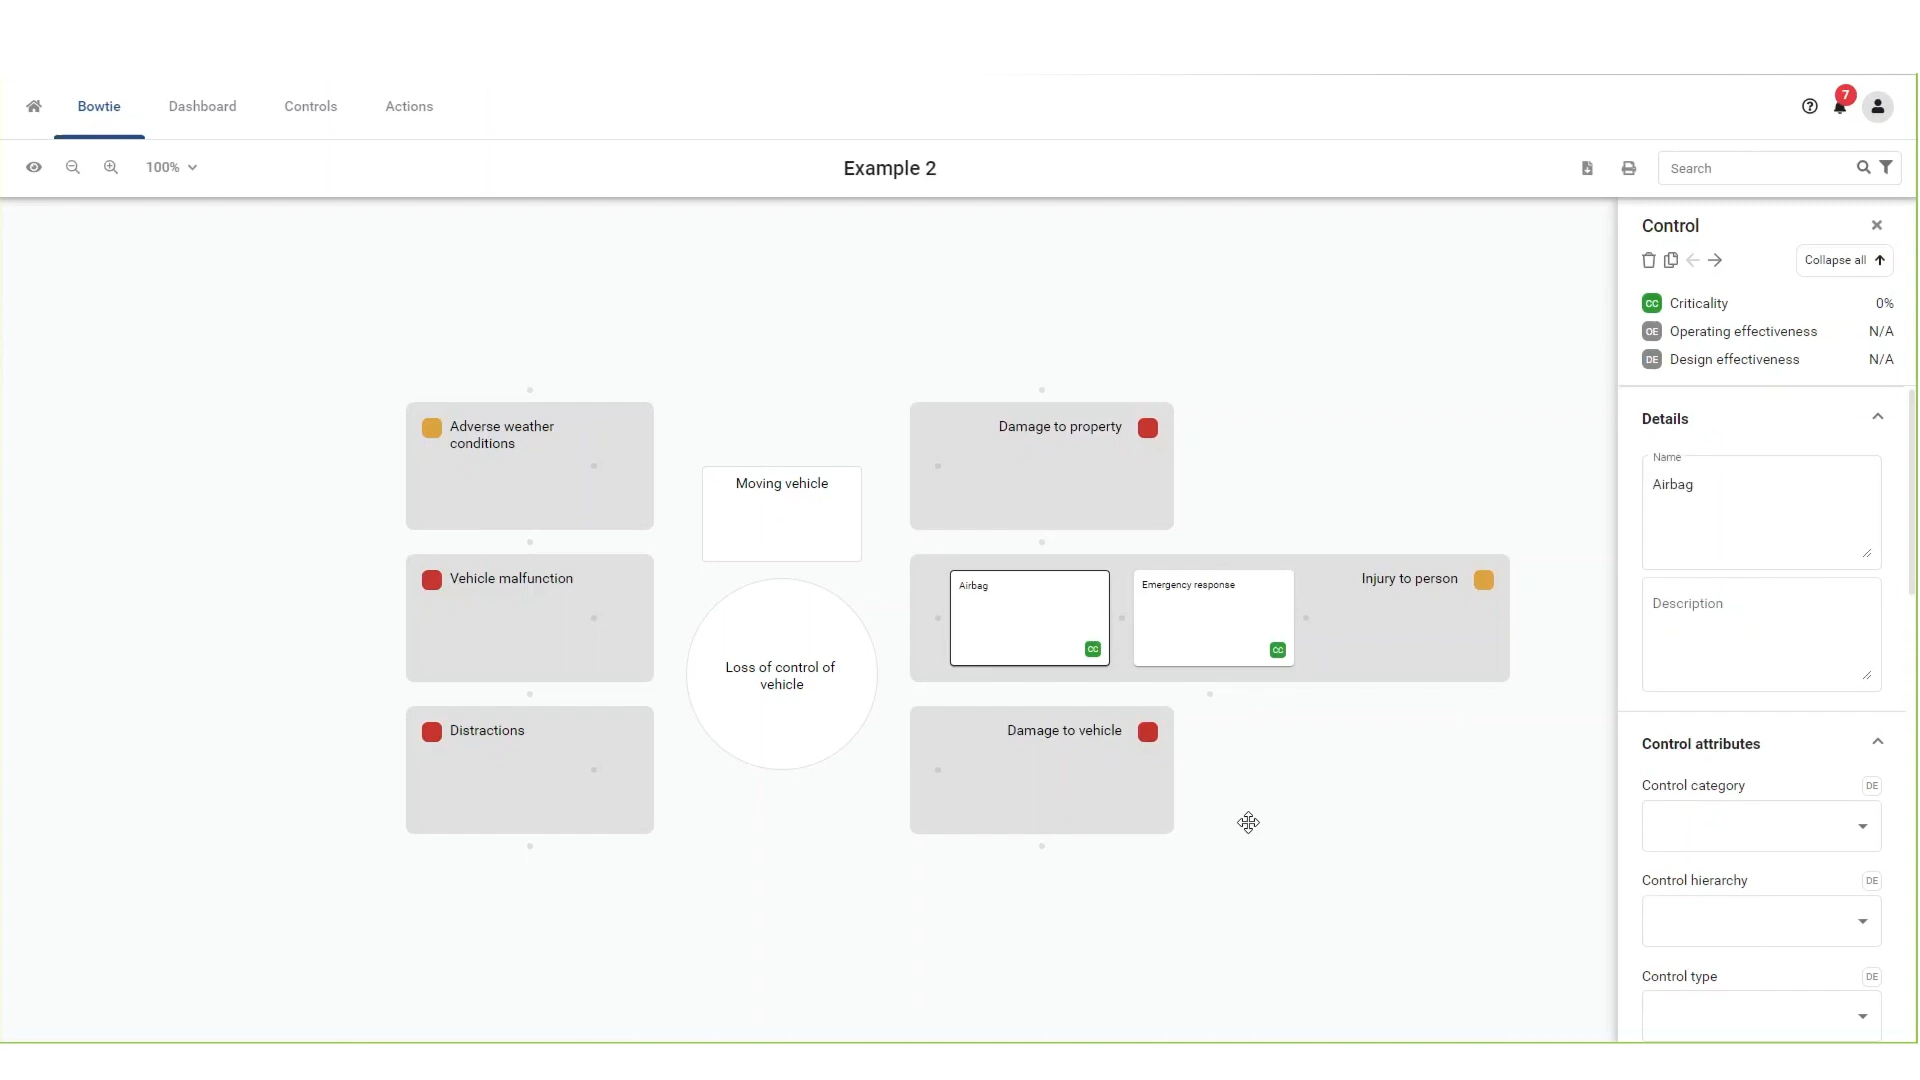 Bowtie
Dashboard
Controls
Actions
7
100%
Example 2
Search
Adverse weather
conditions
Vehicle malfunction
Distractions
Moving vehicle
Loss of control of
vehicle
Damage to property
Airbag
CC
Emergency response
CC
Injury to person
Damage to vehicle
Control
Collapse all
CC Criticality 0%
OE Operating effectiveness N/A
DE Design effectiveness N/A
Details
Name
Airbag
Description
Control attributes
Control category DE
Control hierarchy DE
Control type DE